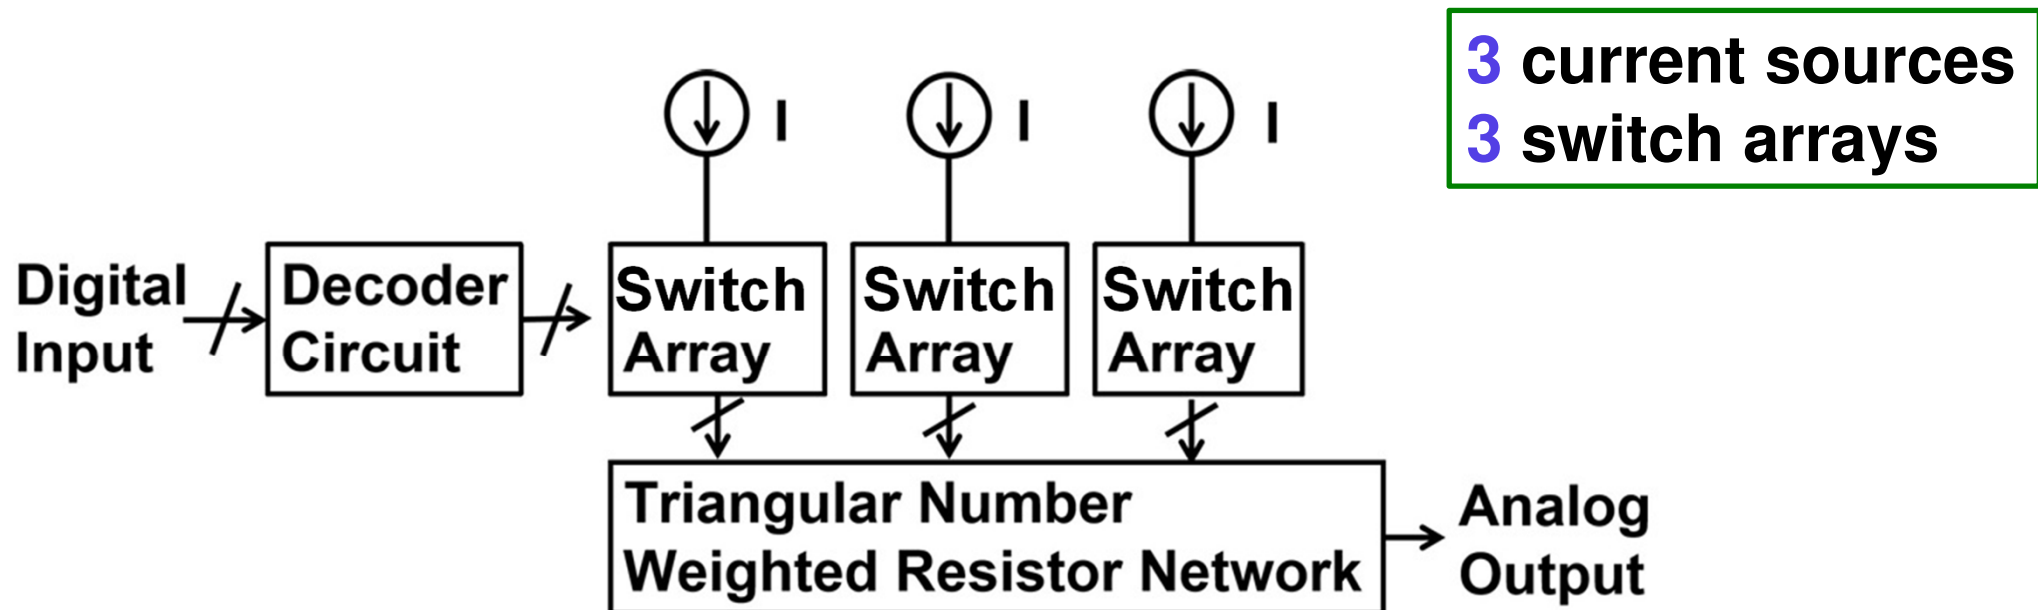 3 current sources
3 switch arrays
I
I
I
Digital
Input
Decoder
Circuit
Switch
Array
Switch
Array
Switch
Array
Triangular Number
Weighted Resistor Network
Analog
Output